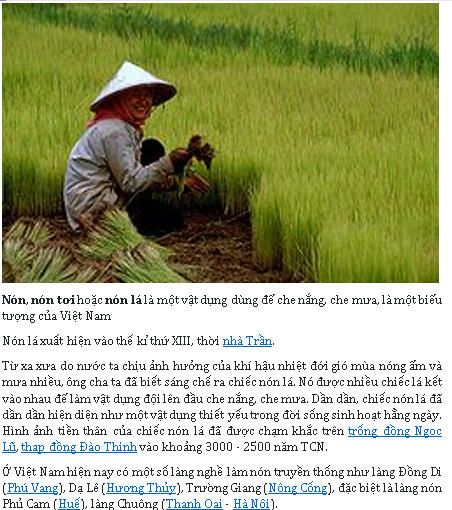 Nón, nón tơi hoặc nón lá là một vật dụng dùng để che nắng, che mưa, là một biểu
tượng của Việt Nam
Nón lá xuất hiện vào thế kỉ thứ XIII, thời nhà Trần.
Từ xa xưa do nước ta chịu ảnh hưởng của khí hậu nhiệt đới gió mùa nóng ẩm và
mưa nhiều, ông cha ta đã biết sáng chế ra chiếc nón lá. Nó được nhiều chiếc lá kết
vào nhau để làm vật dụng đội lên đầu che nắng, che mưa. Dần dần, chiếc nón lá đã
dần dần hiện diện như một vật dụng thiết yếu trong đời sống sinh hoạt hằng ngày.
Hình ảnh tiền thân của chiếc nón lá đã được chạm khắc trên trống đồng Ngọc
Lũ, thạp đồng Đào Thịnh vào khoảng 3000 - 2500 năm TCN.
Ở Việt Nam hiện nay có một số làng nghề làm nón truyền thống như làng Đồng Di
(Phú Vang), Dạ Lê (Hương Thủy), Trường Giang (Nông Cống), đặc biệt là làng nón
Phủ Cam (Huế), làng Chuông (Thanh Oai - Hà Nội).